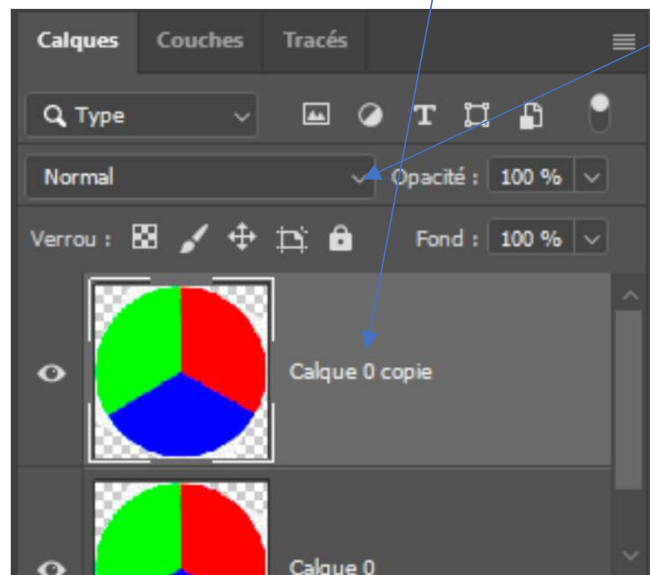 Calques Couches Tracés
Type T
Normal Opacité : 100 %
Verrou : Fond : 100 %
Calque 0 copie
Calque 0